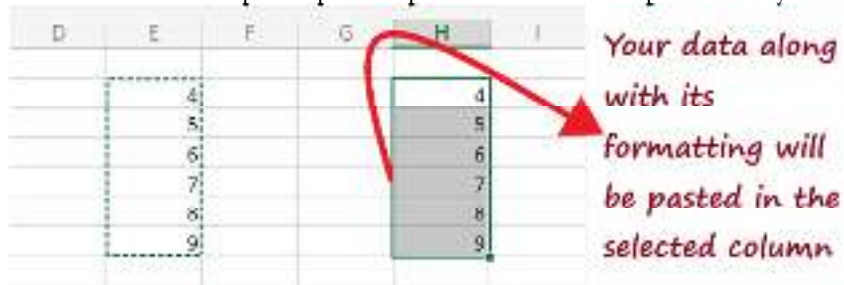 D E F G H I
Your data along
4 4 with its
5 5
6 6 formatting will
7 7
8 8 be pasted in the
9 9 selected column